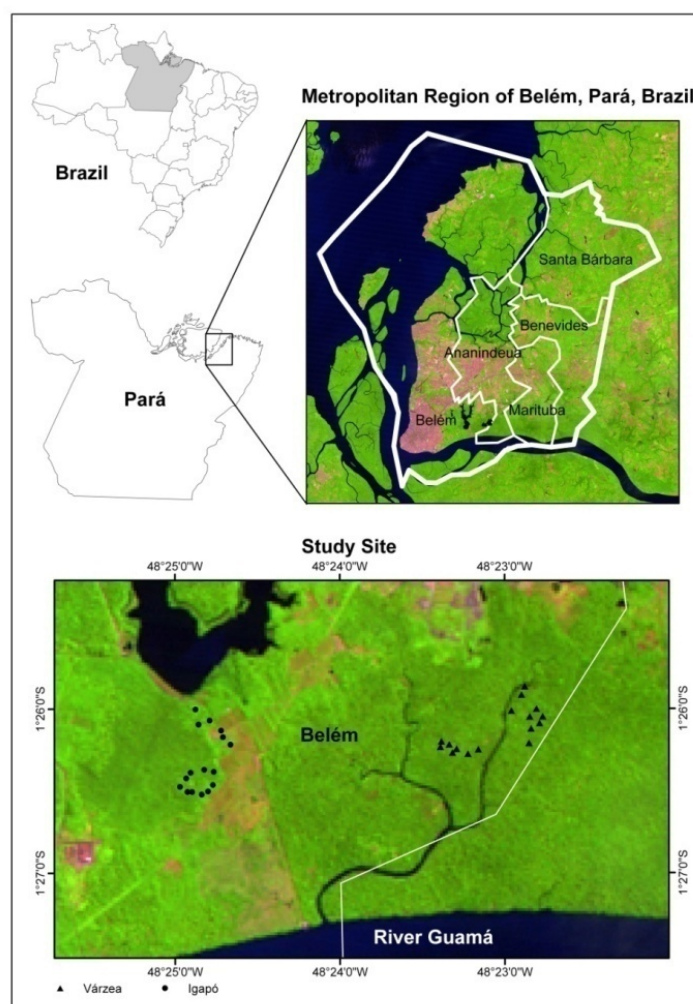 Brazil
Metropolitan Region of Belém, Pará, Brazil
Santa Bárbara
Benevides
Ananindeua
Marituba
Belém
Pará
Study Site
48°25'0"W
48°24'0"W
48°23'0"W
1°26'0"S
1°26'0"S
Belém
1°27'0"S
1°27'0"S
River Guamá
48°25'0"W
48°24'0"W
48°23'0"W
Várzea
Igapó